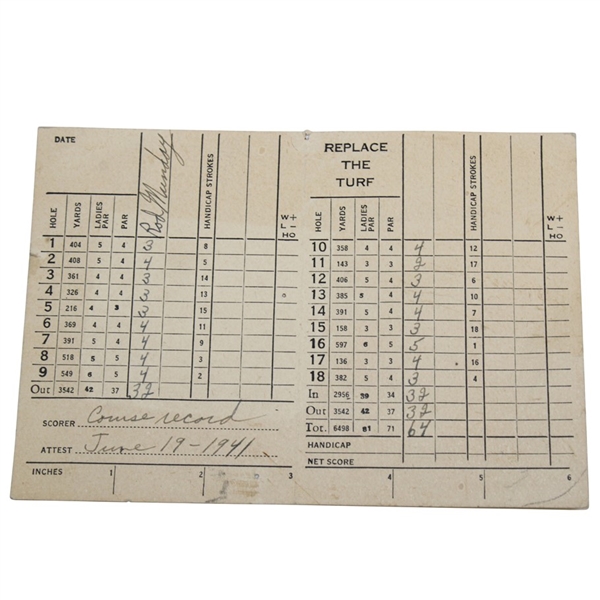 DATE
Rod Munday
HOLE YARDS LADIES PAR PAR HANDICAP STROKES W + L − HO
1 404 5 4 3 8
2 408 5 4 4 5
3 361 4 4 3 14
4 326 4 4 3 13
5 216 4 3 3 15
6 369 4 4 4 11
7 391 5 4 4 9
8 518 5 5 4 3
9 549 6 5 4 2
Out 3542 42 37 32
SCORER Course record
ATTEST June 19-1941.
REPLACE
THE
TURF
HOLE YARDS LADIES PAR PAR HANDICAP STROKES W + L − HO
10 358 4 4 4 12
11 143 3 3 2 17
12 406 5 4 3 6
13 385 5 4 4 10
14 391 5 4 4 7
15 158 3 3 3 18
16 597 6 5 5 1
17 136 3 3 4 16
18 382 5 4 3 4
In 2956 39 34 32
Out 3542 42 37 32
Tot. 6498 81 71 64
HANDICAP
NET SCORE
INCHES 1 2 3 4 5 6